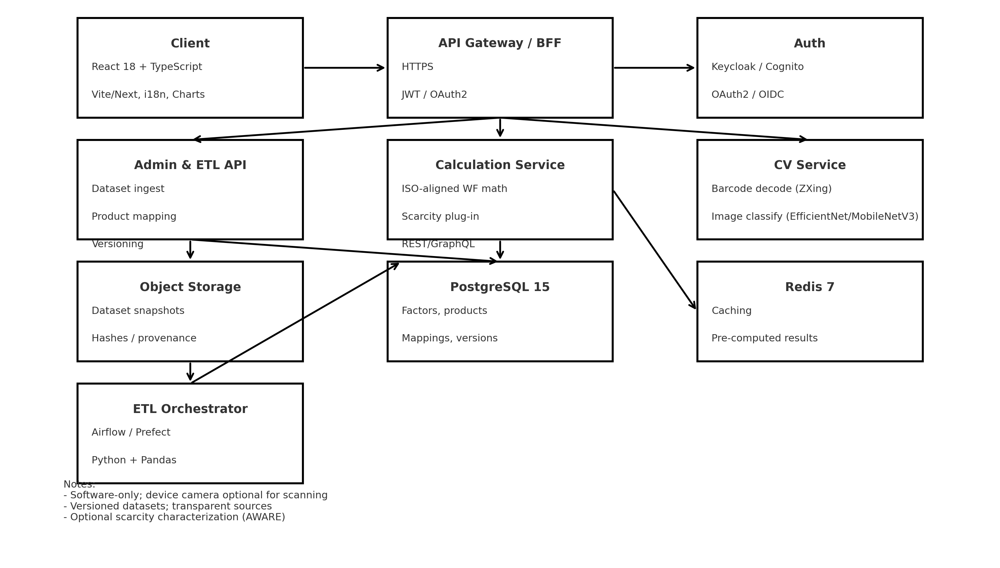 Client
React 18 + TypeScript
Vite/Next, i18n, Charts
API Gateway / BFF
HTTPS
JWT / OAuth2
Auth
Keycloak / Cognito
OAuth2 / OIDC
Admin & ETL API
Dataset ingest
Product mapping
Versioning
Calculation Service
ISO-aligned WF math
Scarcity plug-in
REST/GraphQL
CV Service
Barcode decode (ZXing)
Image classify (EfficientNet/MobileNetV3)
Object Storage
Dataset snapshots
Hashes / provenance
PostgreSQL 15
Factors, products
Mappings, versions
Redis 7
Caching
Pre-computed results
ETL Orchestrator
Airflow / Prefect
Python + Pandas
Notes:
- Software-only; device camera optional for scanning
- Versioned datasets; transparent sources
- Optional scarcity characterization (AWARE)